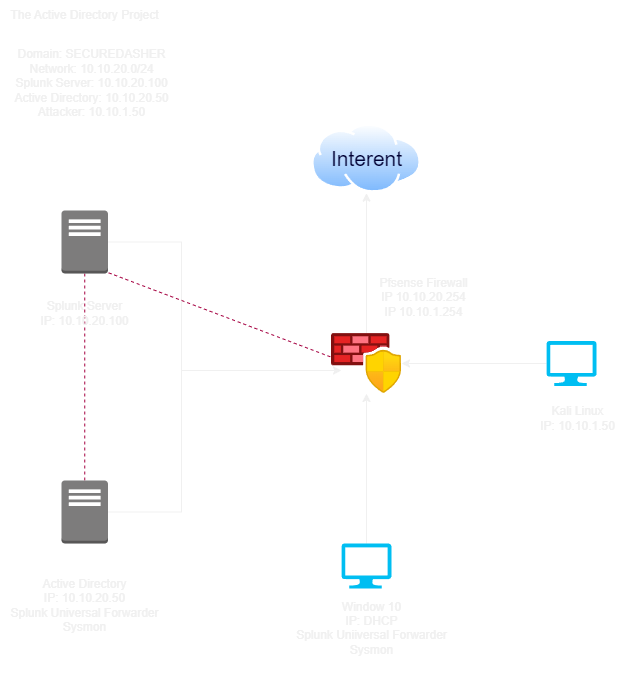 The Active Directory Project
Domain: SECUREDASHER
Network: 10.10.20.0/24
Splunk Server: 10.10.20.100
Active Directory: 10.10.20.50
Attacker: 10.10.1.50
Interent
Pfsense Firewall
IP 10.10.20.254
IP 10.10.1.254
Splunk Server
IP: 10.10.20.100
Kali Linux
IP: 10.10.1.50
Active Directory
IP: 10.10.20.50
Splunk Universal Forwarder
Sysmon
Window 10
IP: DHCP
Splunk Uniiversal Forwarder
Sysmon